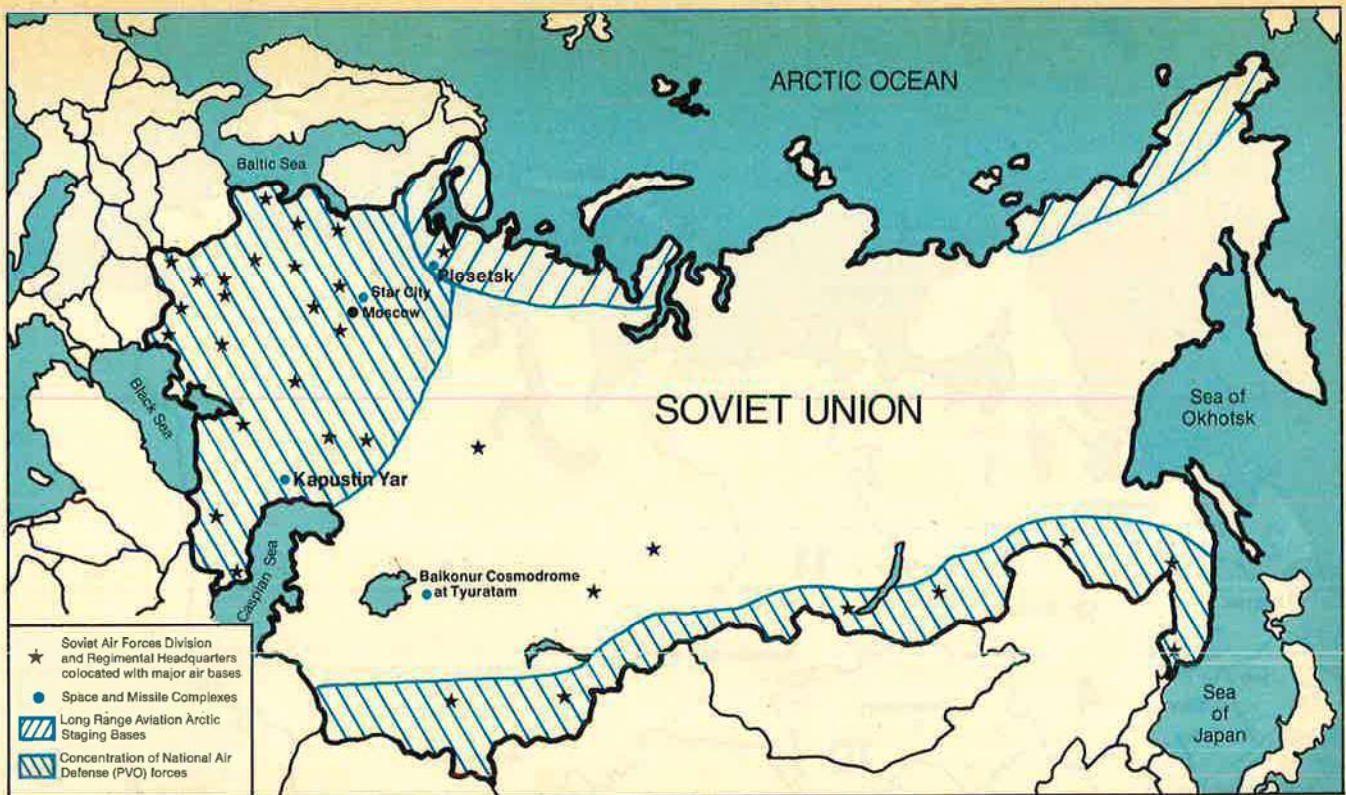 ARCTIC OCEAN
Baltic Sea
Plesetsk
Star City
Moscow
SOVIET UNION
Black Sea
Sea of
Okhotsk
Kapustin Yar
Caspian Sea
Baikonur Cosmodrome
at Tyuratam
Sea
of
Japan
Soviet Air Forces Division
and Regimental Headquarters
colocated with major air bases
Space and Missile Complexes
Long Range Aviation Arctic
Staging Bases
Concentration of National Air
Defense (PVO) forces